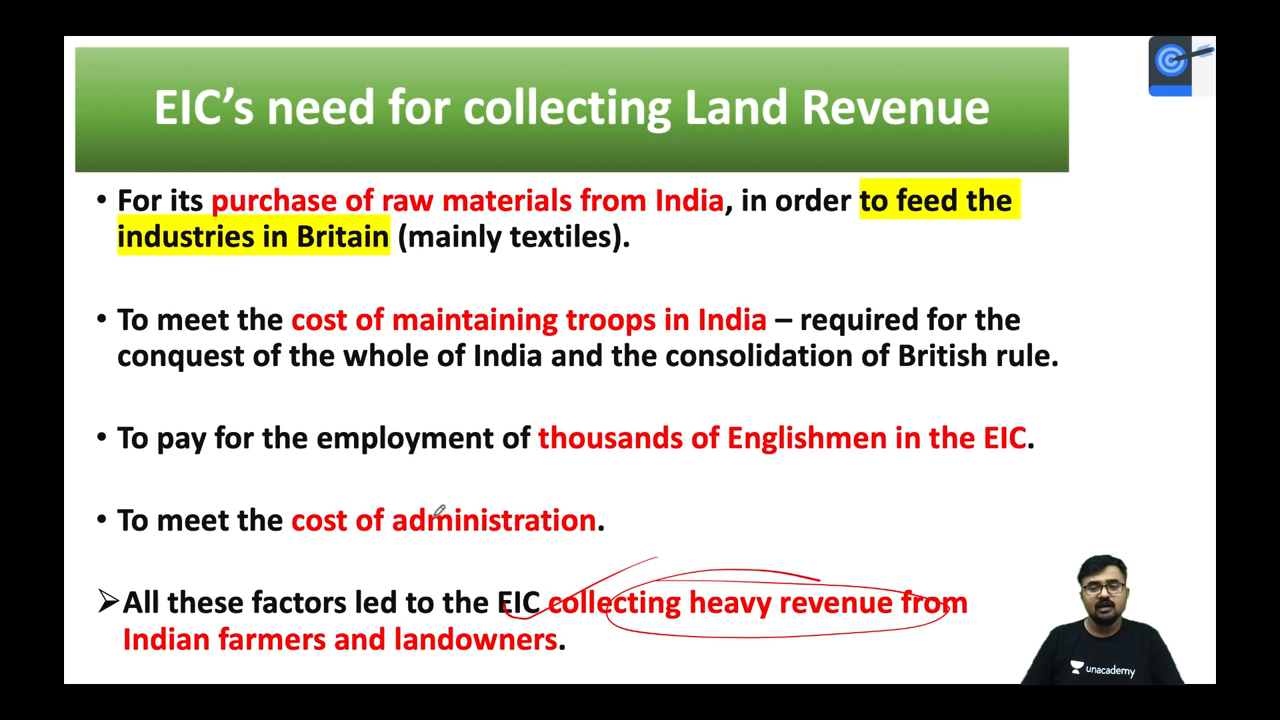 EIC’s need for collecting Land Revenue
• For its purchase of raw materials from India, in order to feed the
industries in Britain (mainly textiles).
• To meet the cost of maintaining troops in India – required for the
conquest of the whole of India and the consolidation of British rule.
• To pay for the employment of thousands of Englishmen in the EIC.
• To meet the cost of administration.
➢All these factors led to the EIC collecting heavy revenue from
Indian farmers and landowners.
unacademy